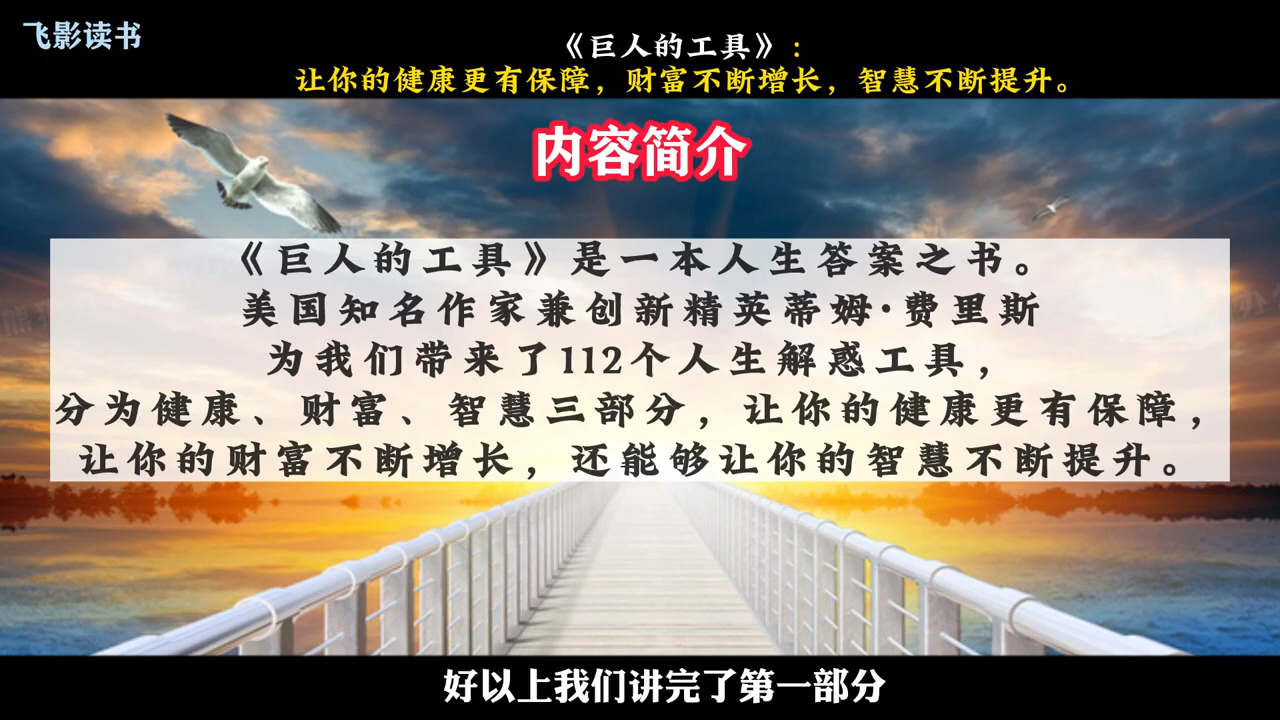 飞影读书
《巨人的工具》:
让你的健康更有保障，财富不断增长，智慧不断提升。
内容简介
《巨人的工具》是一本人生答案之书。
美国知名作家兼创新精英蒂姆·费里斯
为我们带来了112个人生解惑工具，
分为健康、财富、智慧三部分，让你的健康更有保障，
让你的财富不断增长，还能够让你的智慧不断提升。
好以上我们讲完了第一部分